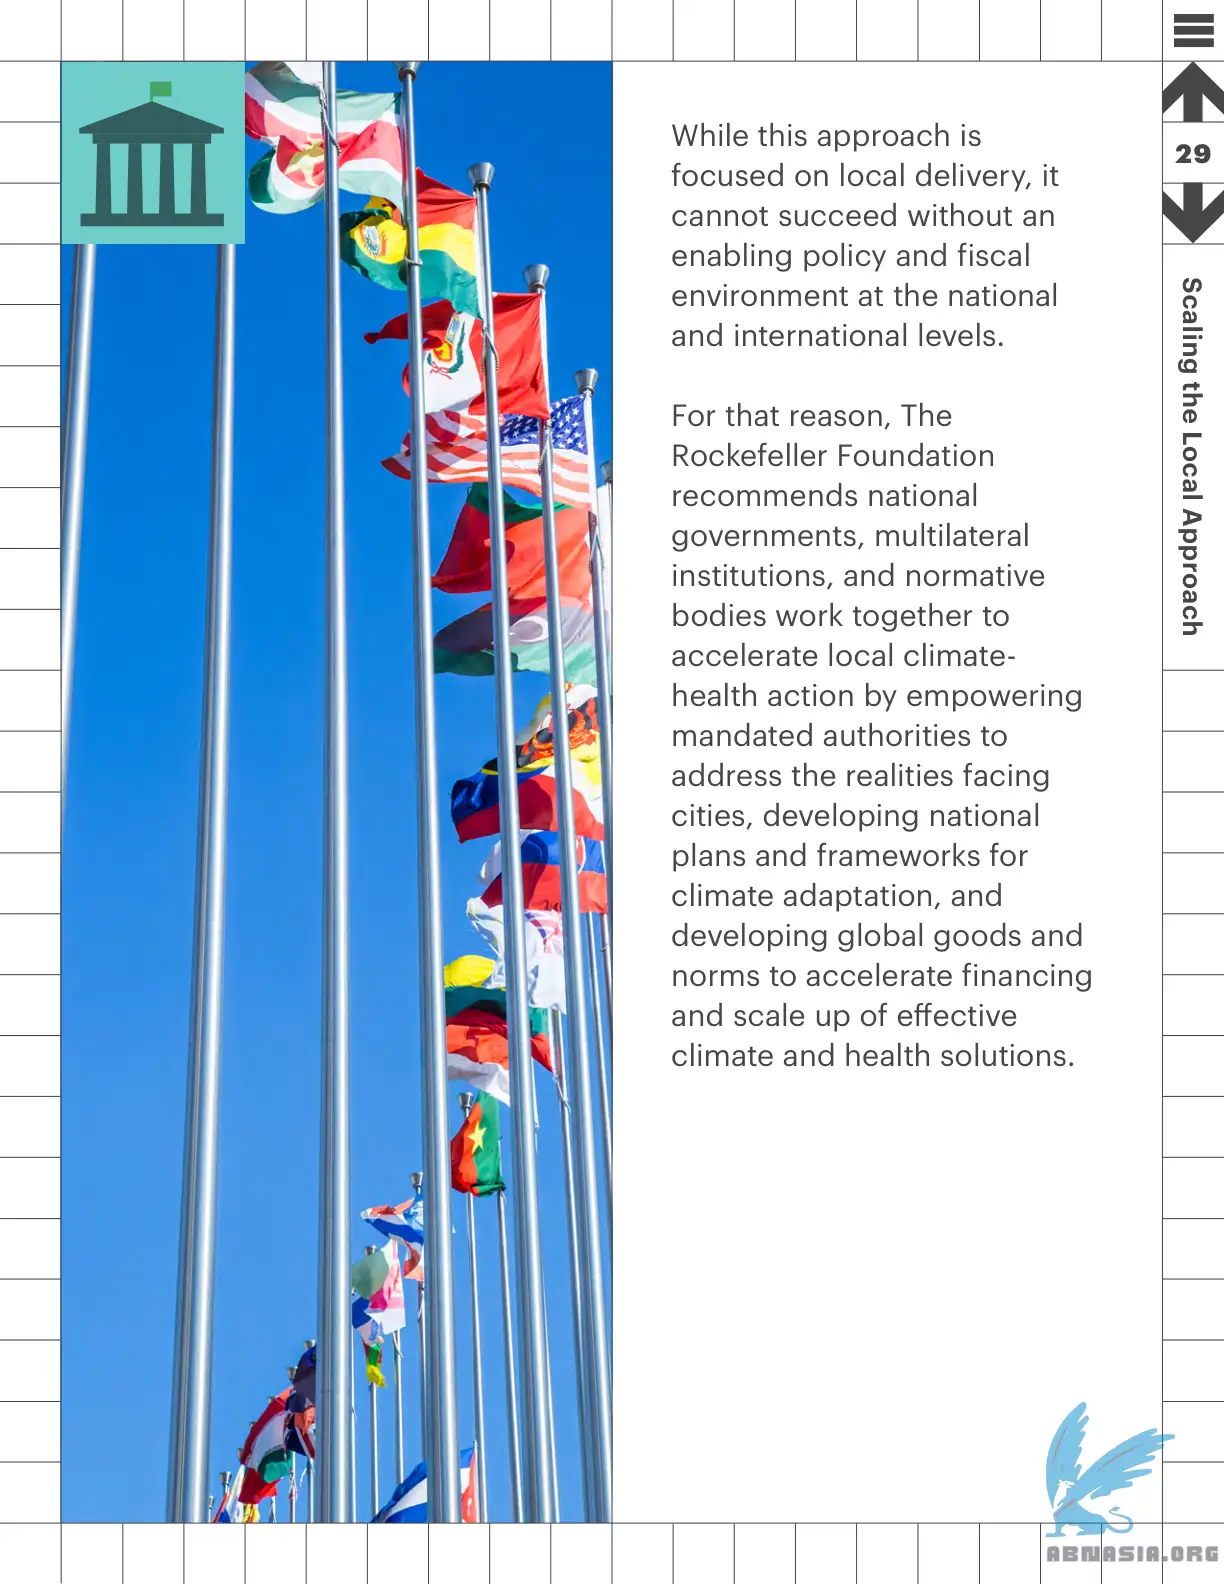 While this approach is
focused on local delivery, it
cannot succeed without an
enabling policy and fiscal
environment at the national
and international levels.
For that reason, The
Rockefeller Foundation
recommends national
governments, multilateral
institutions, and normative
bodies work together to
accelerate local climate-
health action by empowering
mandated authorities to
address the realities facing
cities, developing national
plans and frameworks for
climate adaptation, and
developing global goods and
norms to accelerate financing
and scale up of effective
climate and health solutions.
29
Scaling the Local Approach
ABNASIA.ORG